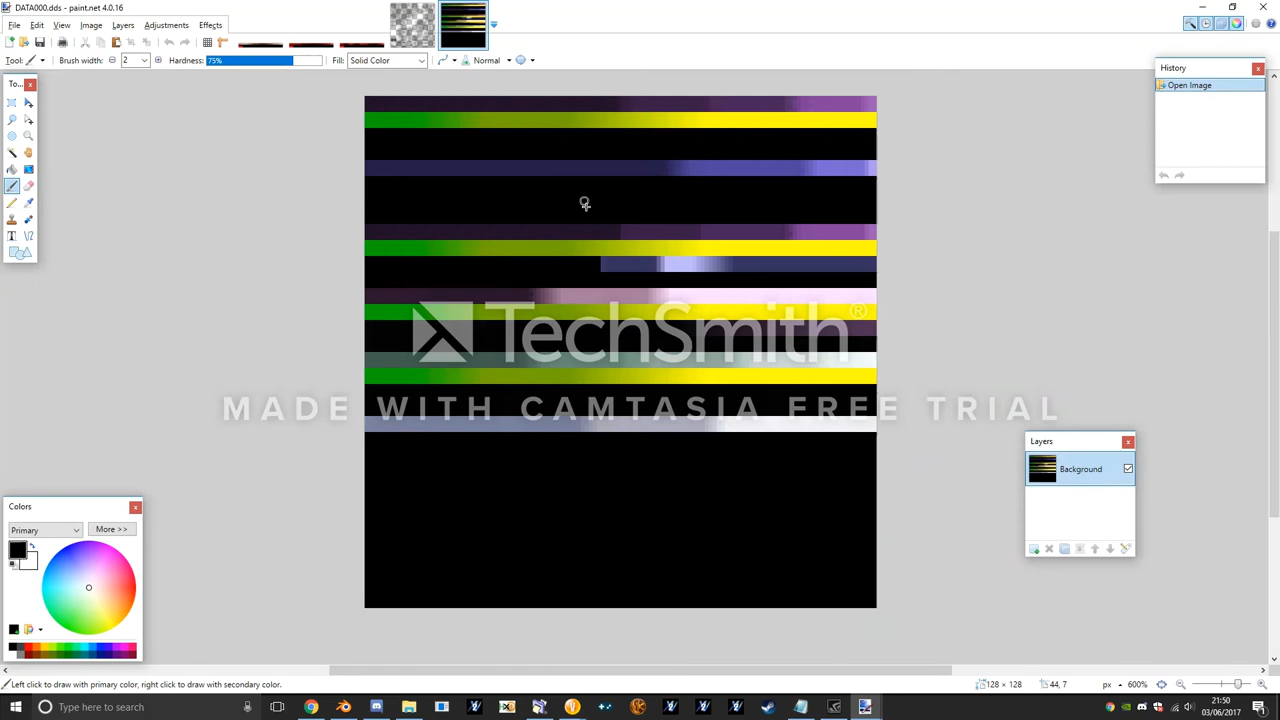 DATA000.dds - paint.net 4.0.16
File Edit View Image Layers Adjustments Effects
Tool: Brush width: 2 Hardness: 75% Fill: Solid Color Normal
To...
History
Open Image
TechSmith®
MADE WITH CAMTASIA FREE TRIAL
Layers
Background
Colors
Primary More >>
Left click to draw with primary color, right click to draw with secondary color.
128 × 128 44, 7 px 600%
Type here to search
21:50
03/06/2017